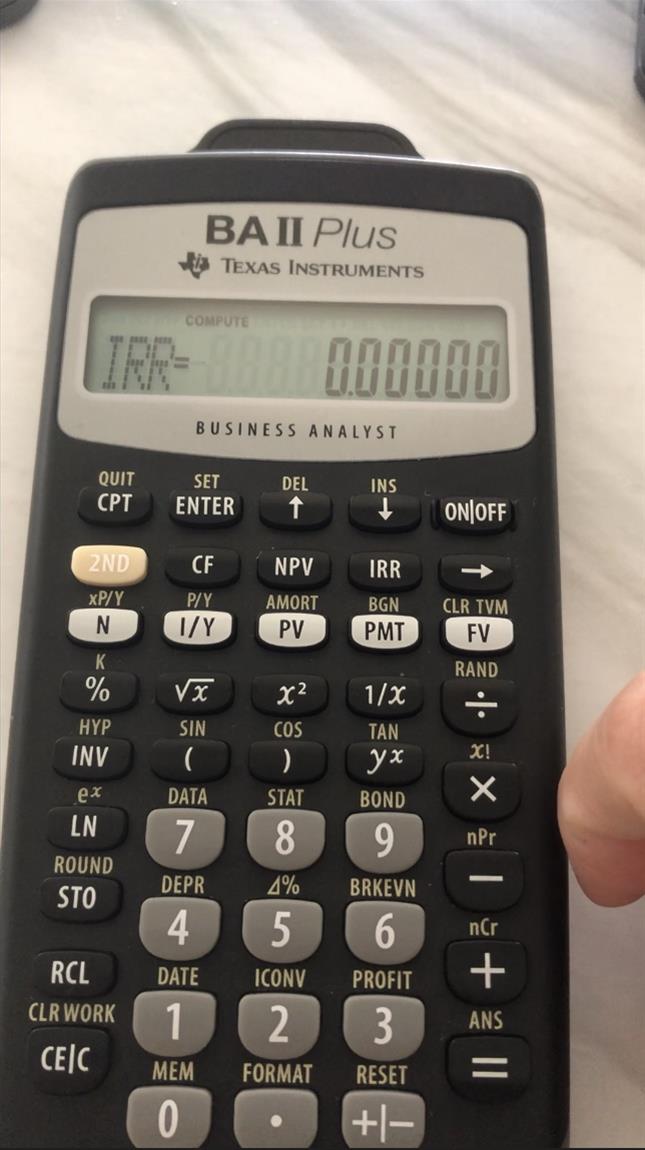 BA II Plus
TEXAS INSTRUMENTS
COMPUTE
IRR= 0.00000
BUSINESS ANALYST
QUIT SET DEL INS
CPT ENTER ↑ ↓ ON|OFF
2ND CF NPV IRR →
xP/Y P/Y AMORT BGN CLR TVM
N I/Y PV PMT FV
K RAND
% √x x² 1/x ÷
HYP SIN COS TAN x!
INV ( ) yˣ ×
eˣ DATA STAT BOND nPr
LN 7 8 9 −
ROUND DEPR Δ% BRKEVN nCr
STO 4 5 6 +
RCL DATE ICONV PROFIT ANS
CLR WORK 1 2 3 =
CE|C MEM FORMAT RESET
0 . +|−